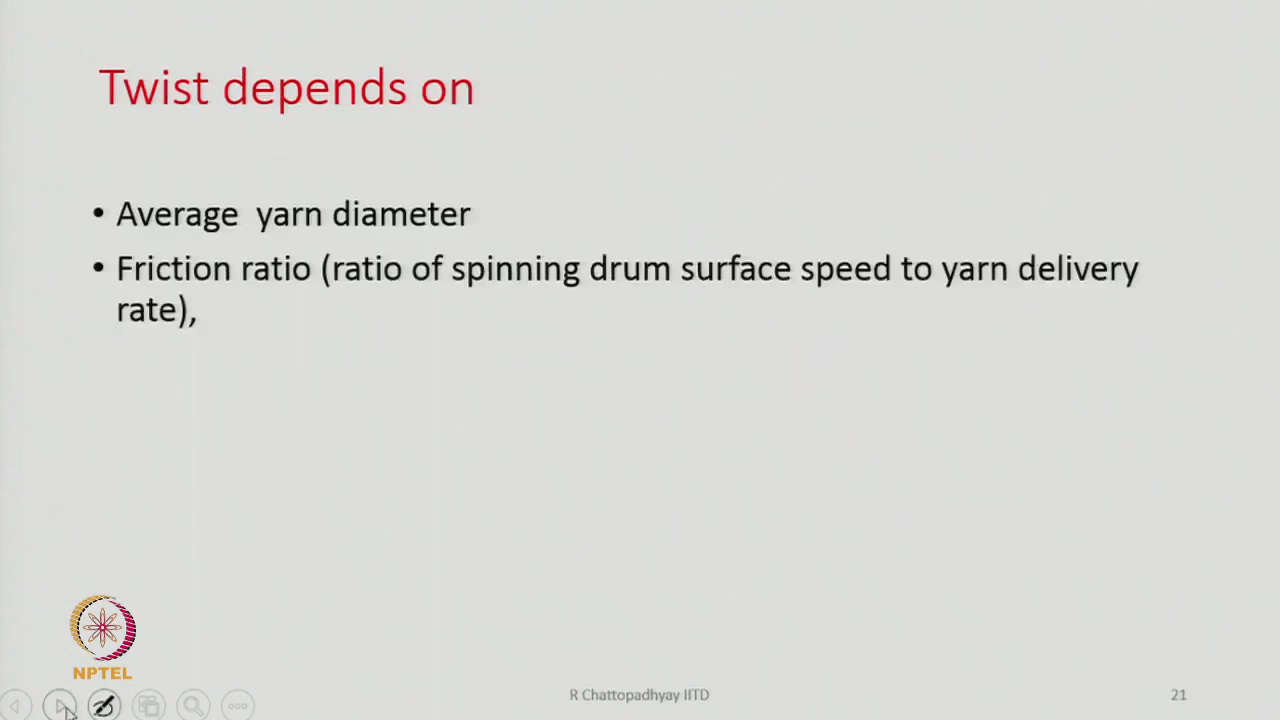 Twist depends on
• Average yarn diameter
• Friction ratio (ratio of spinning drum surface speed to yarn delivery
rate),
NPTEL
R Chattopadhyay IITD
21